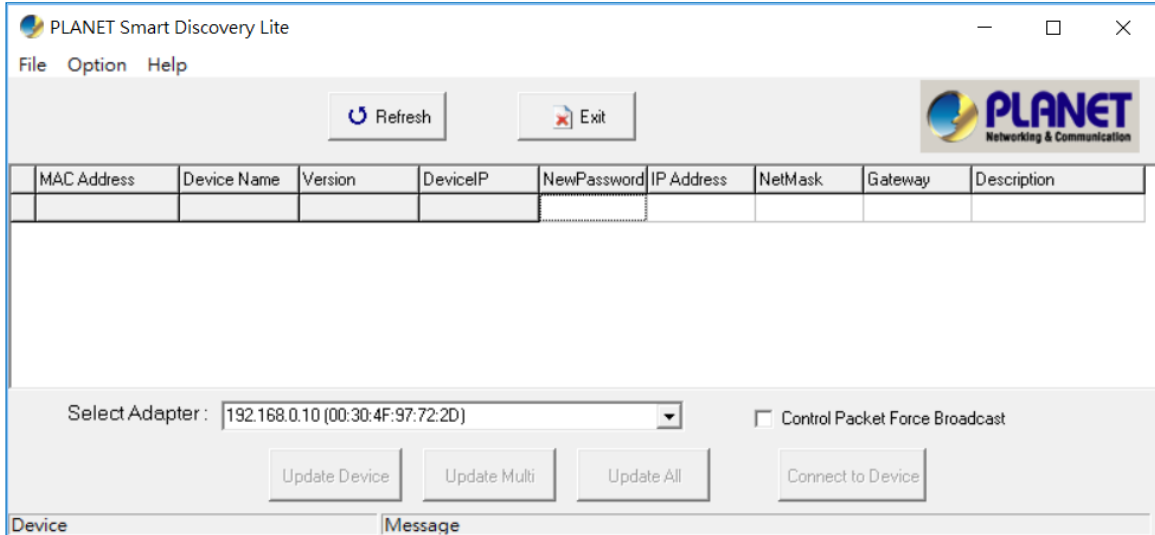 PLANET Smart Discovery Lite
File Option Help
Refresh Exit
PLANET
Networking & Communication
MAC Address Device Name Version DeviceIP NewPassword IP Address NetMask Gateway Description
Select Adapter : 192.168.0.10 (00:30:4F:97:72:2D) Control Packet Force Broadcast
Update Device Update Multi Update All Connect to Device
Device Message